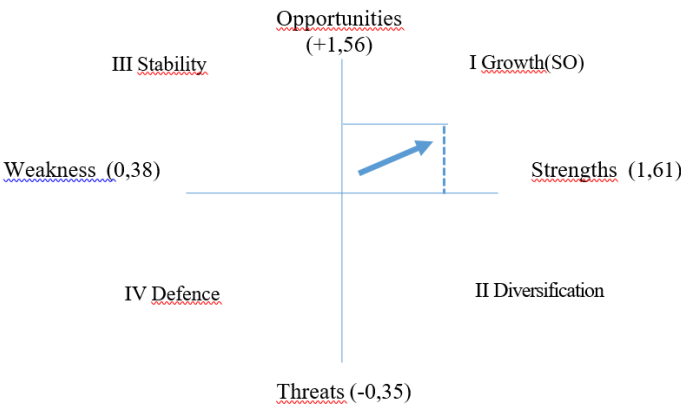 Opportunities
(+1,56)
III Stability
I Growth(SO)
Weakness (0,38)
Strengths (1,61)
IV Defence
II Diversification
Threats (-0,35)